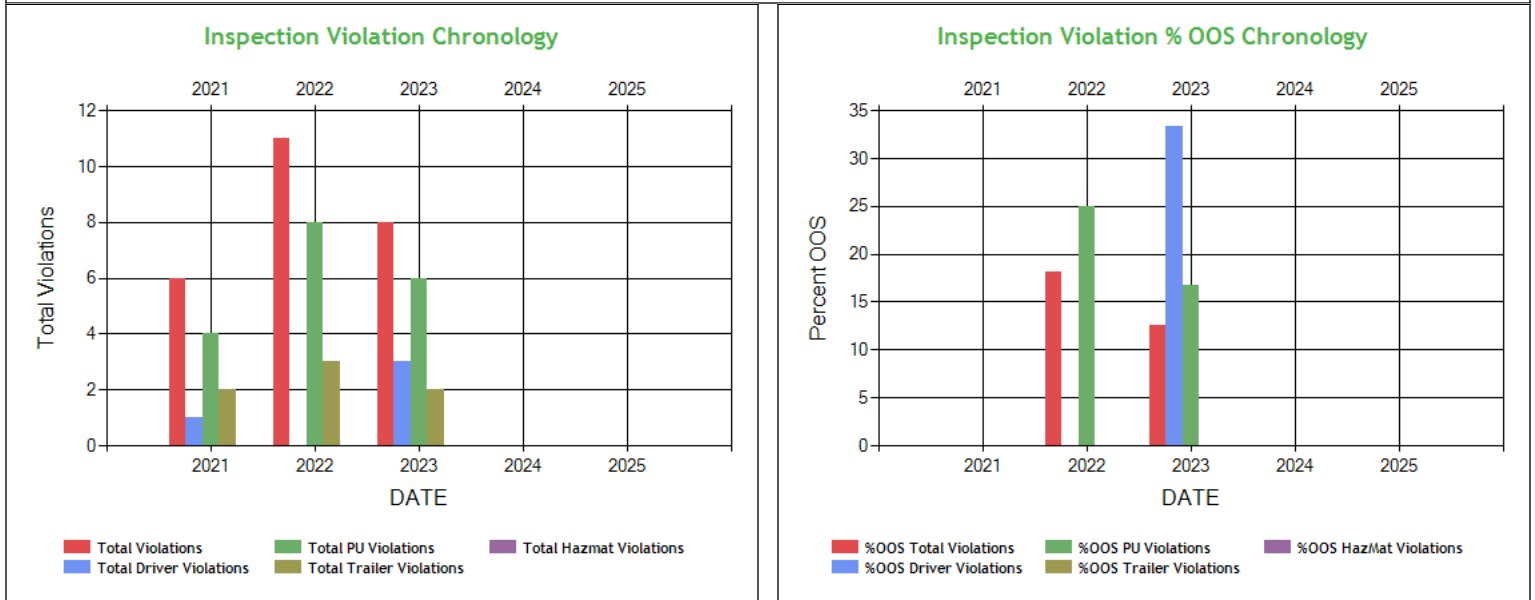 Inspection Violation Chronology
2021 2022 2023 2024 2025
12
10
8
6
4
2
0
Total Violations
2021 2022 2023 2024 2025
DATE
Total Violations Total PU Violations Total Hazmat Violations
Total Driver Violations Total Trailer Violations
Inspection Violation % OOS Chronology
2021 2022 2023 2024 2025
35
30
25
20
15
10
5
0
Percent OOS
2021 2022 2023 2024 2025
DATE
%OOS Total Violations %OOS PU Violations %OOS HazMat Violations
%OOS Driver Violations %OOS Trailer Violations